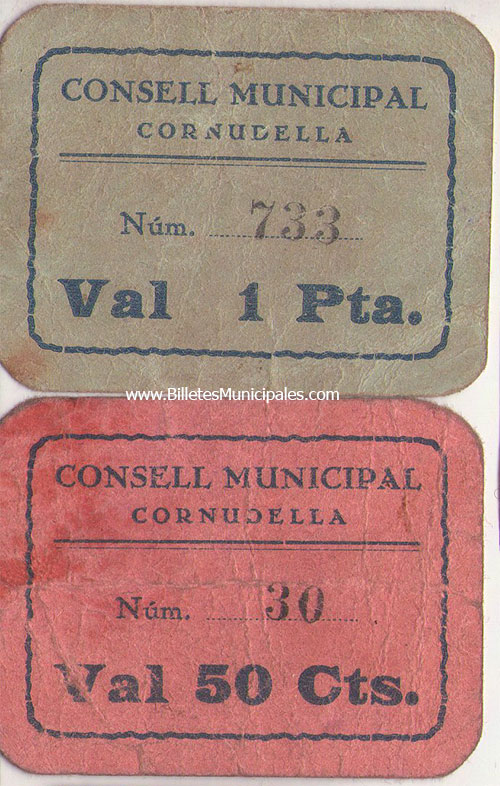 CONSELL MUNICIPAL
CORNUDELLA
Núm. 733
Val 1 Pta.
www.BilletesMunicipales.com
CONSELL MUNICIPAL
CORNUDELLA
Núm. 30
Val 50 Cts.